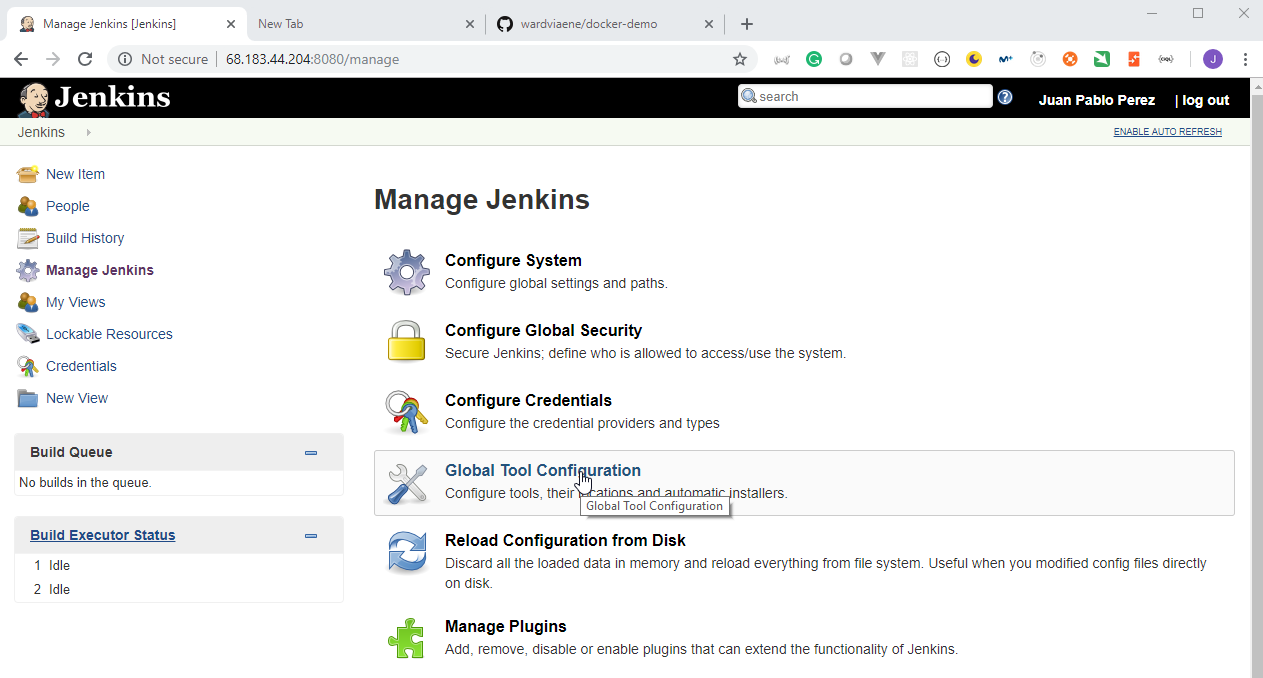 Manage Jenkins [Jenkins]
New Tab
wardviaene/docker-demo
Not secure
68.183.44.204:8080/manage
J
Jenkins
search
Juan Pablo Perez
| log out
Jenkins
ENABLE AUTO REFRESH
New Item
People
Build History
Manage Jenkins
My Views
Lockable Resources
Credentials
New View
Build Queue
No builds in the queue.
Build Executor Status
1 Idle
2 Idle
Manage Jenkins
Configure System
Configure global settings and paths.
Configure Global Security
Secure Jenkins; define who is allowed to access/use the system.
Configure Credentials
Configure the credential providers and types
Global Tool Configuration
Configure tools, their locations and automatic installers.
Global Tool Configuration
Reload Configuration from Disk
Discard all the loaded data in memory and reload everything from file system. Useful when you modified config files directly
on disk.
Manage Plugins
Add, remove, disable or enable plugins that can extend the functionality of Jenkins.